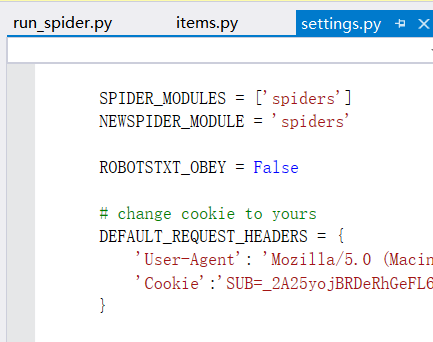 run_spider.py items.py settings.py
SPIDER_MODULES = ['spiders']
NEWSPIDER_MODULE = 'spiders'
ROBOTSTXT_OBEY = False
# change cookie to yours
DEFAULT_REQUEST_HEADERS = {
'User-Agent': 'Mozilla/5.0 (Macin
'Cookie':'SUB=_2A25yojBRDeRhGeFL6
}